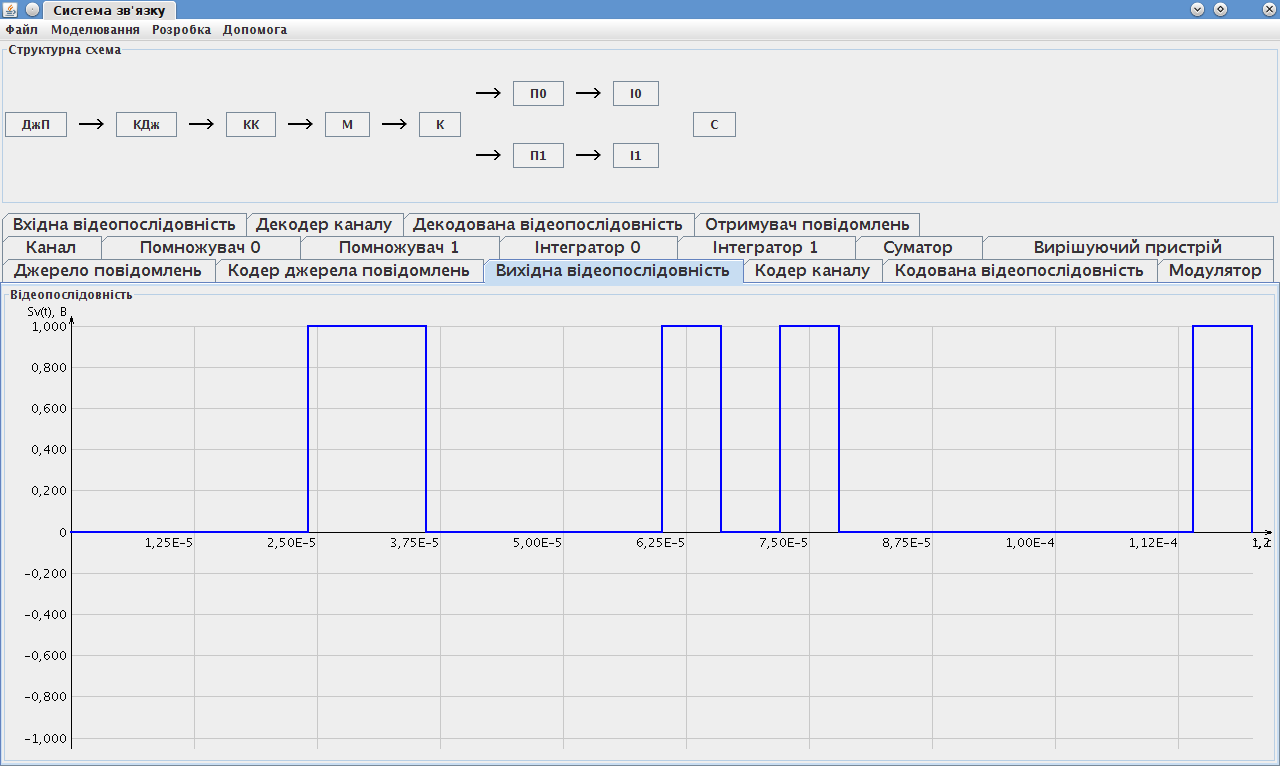 Система зв'язку
Файл Моделювання Розробка Допомога
Структурна схема
П0 І0
ДжП КДж КК М К С
П1 І1
Вхідна відеопослідовність Декодер каналу Декодована відеопослідовність Отримувач повідомлень
Канал Помножувач 0 Помножувач 1 Інтегратор 0 Інтегратор 1 Суматор Вирішуючий пристрій
Джерело повідомлень Кодер джерела повідомлень Вихідна відеопослідовність Кодер каналу Кодована відеопослідовність Модулятор
Відеопослідовність
Sv(t), В
1,000
0,800
0,600
0,400
0,200
0
1,25E-5 2,50E-5 3,75E-5 5,00E-5 6,25E-5 7,50E-5 8,75E-5 1,00E-4 1,12E-4
-0,200
-0,400
-0,600
-0,800
-1,000